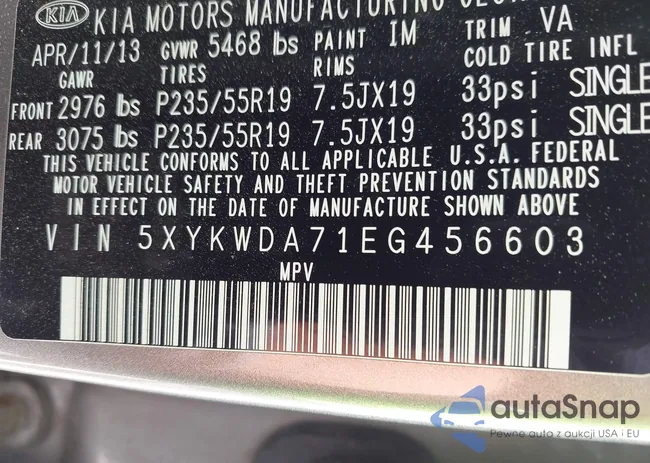 KIA KIA MOTORS MANUFACTURING
APR/11/13 GVWR 5468 lbs PAINT IM TRIM VA
GAWR TIRES RIMS COLD TIRE INFL
FRONT 2976 lbs P235/55R19 7.5JX19 33psi SINGLE
REAR 3075 lbs P235/55R19 7.5JX19 33psi SINGLE
THIS VEHICLE CONFORMS TO ALL APPLICABLE U.S.A. FEDERAL
MOTOR VEHICLE SAFETY AND THEFT PREVENTION STANDARDS
IN EFFECT ON THE DATE OF MANUFACTURE SHOWN ABOVE
VIN 5XYKWDA71EG456603
MPV
autaSnap
Pewne auta z aukcji USA i EU